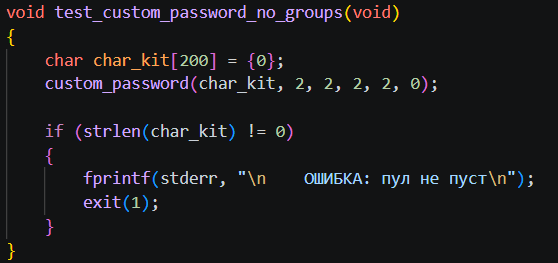 void test_custom_password_no_groups(void)
{
    char char_kit[200] = {0};
    custom_password(char_kit, 2, 2, 2, 2, 0);

    if (strlen(char_kit) != 0)
    {
        fprintf(stderr, "\n    ОШИБКА: пул не пуст\n");
        exit(1);
    }
}